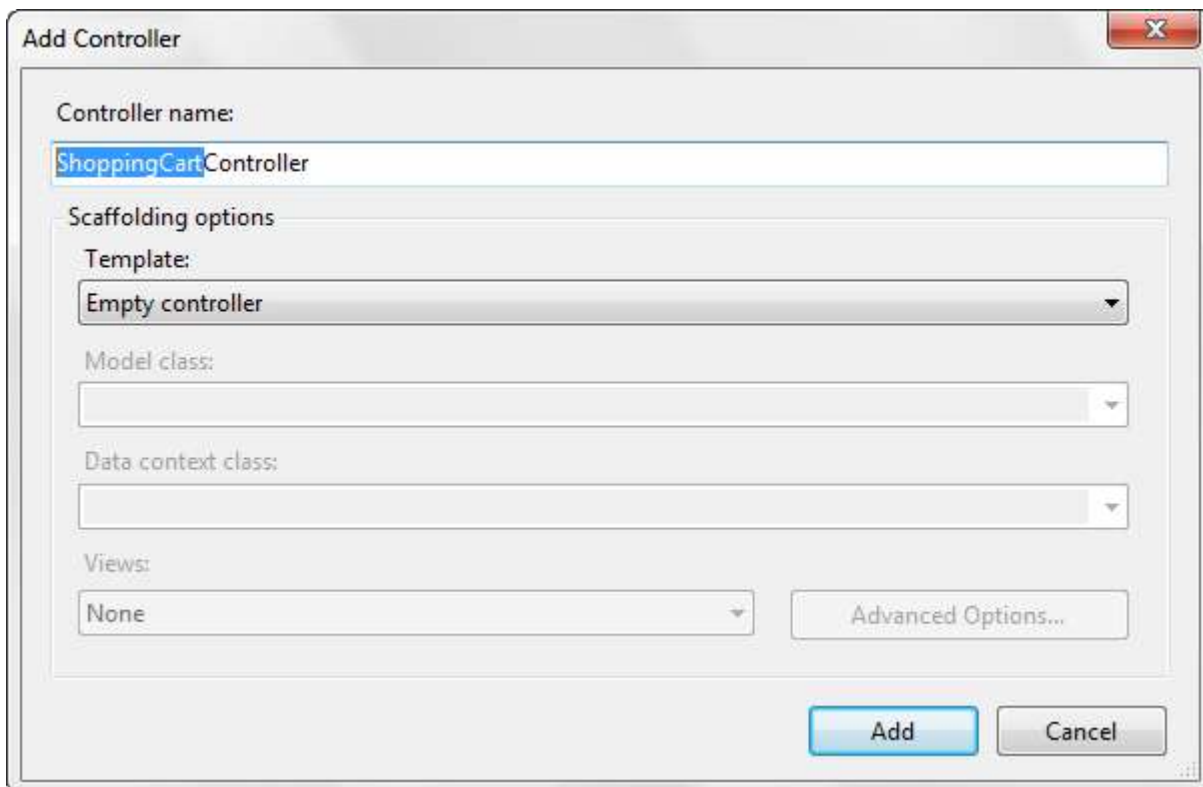 Add Controller
Controller name:
ShoppingCartController
Scaffolding options
Template:
Empty controller
Model class:
Data context class:
Views:
None
Advanced Options...
Add
Cancel